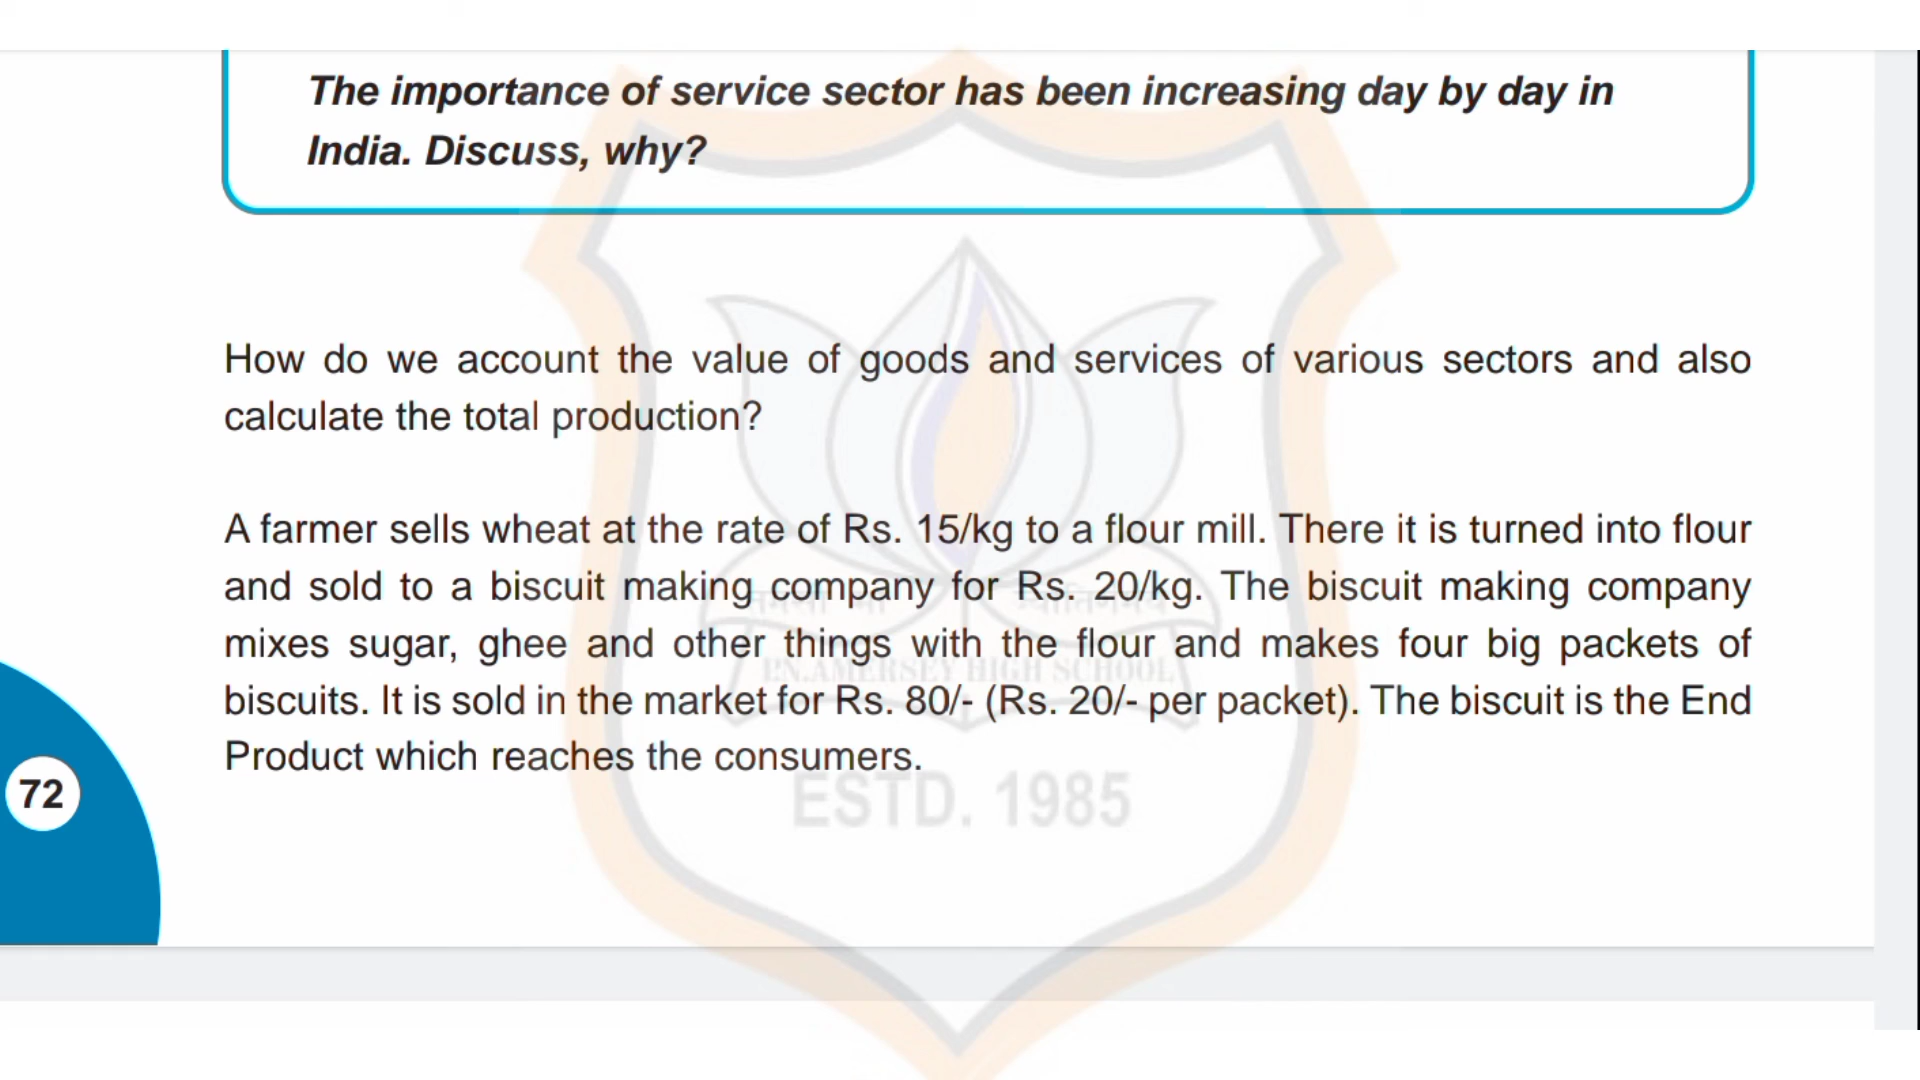 The importance of service sector has been increasing day by day in
India. Discuss, why?
How do we account the value of goods and services of various sectors and also
calculate the total production?
A farmer sells wheat at the rate of Rs. 15/kg to a flour mill. There it is turned into flour
and sold to a biscuit making company for Rs. 20/kg. The biscuit making company
mixes sugar, ghee and other things with the flour and makes four big packets of
P.N.AMERSEY HIGH SCHOOL
biscuits. It is sold in the market for Rs. 80/- (Rs. 20/- per packet). The biscuit is the End
Product which reaches the consumers.
72
ESTD. 1985